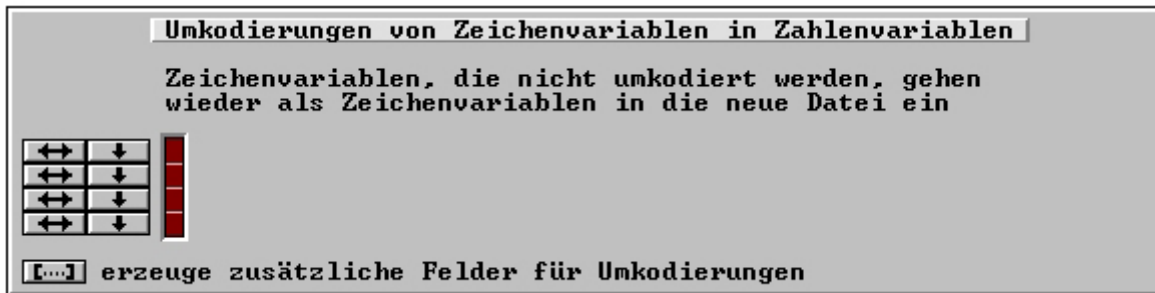 Umkodierungen von Zeichenvariablen in Zahlenvariablen
Zeichenvariablen, die nicht umkodiert werden, gehen
wieder als Zeichenvariablen in die neue Datei ein
[....] erzeuge zusätzliche Felder für Umkodierungen